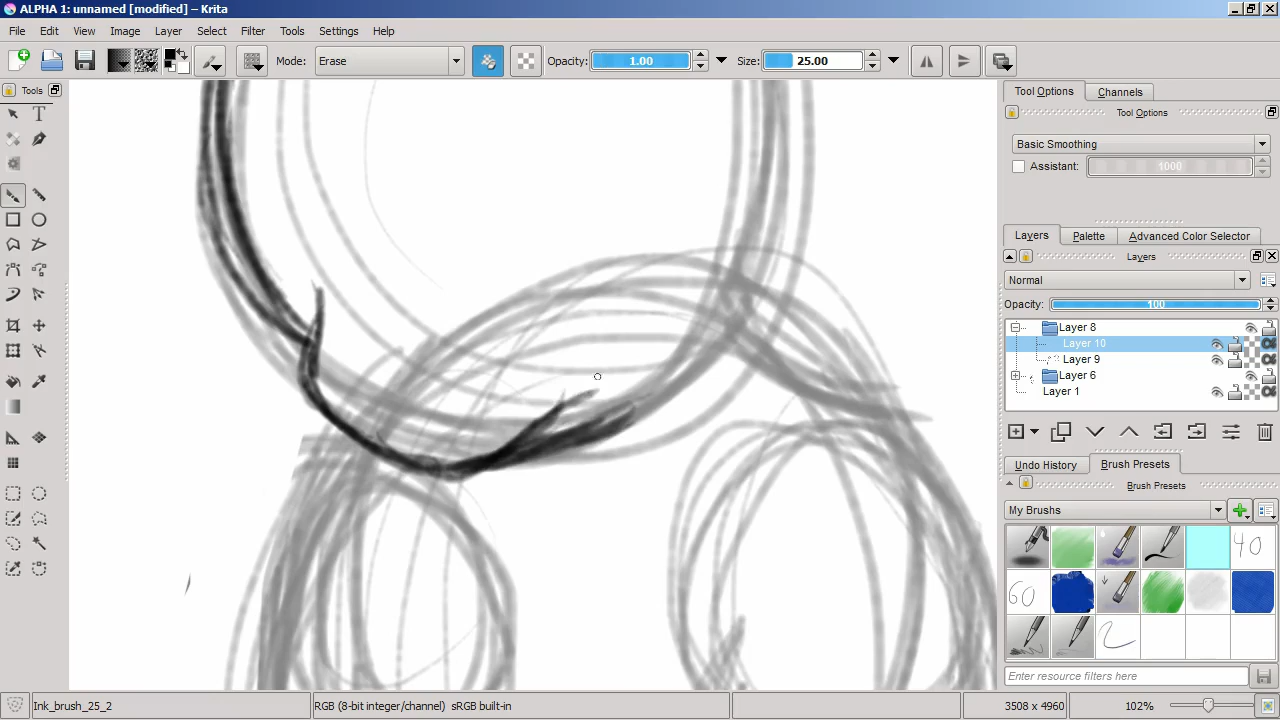 ALPHA 1: unnamed [modified] – Krita
File Edit View Image Layer Select Filter Tools Settings Help
Mode: Erase Opacity: 1.00 Size: 25.00
Tools
Tool Options Channels
Tool Options
Basic Smoothing
Assistant: 1000
Layers Palette Advanced Color Selector
Layers
Normal
Opacity: 100
Layer 8
Layer 10
Layer 9
Layer 6
Layer 1
Undo History Brush Presets
Brush Presets
My Brushs
40
60
Enter resource filters here
Ink_brush_25_2 RGB (8-bit integer/channel) sRGB built-in 3508 x 4960 102%